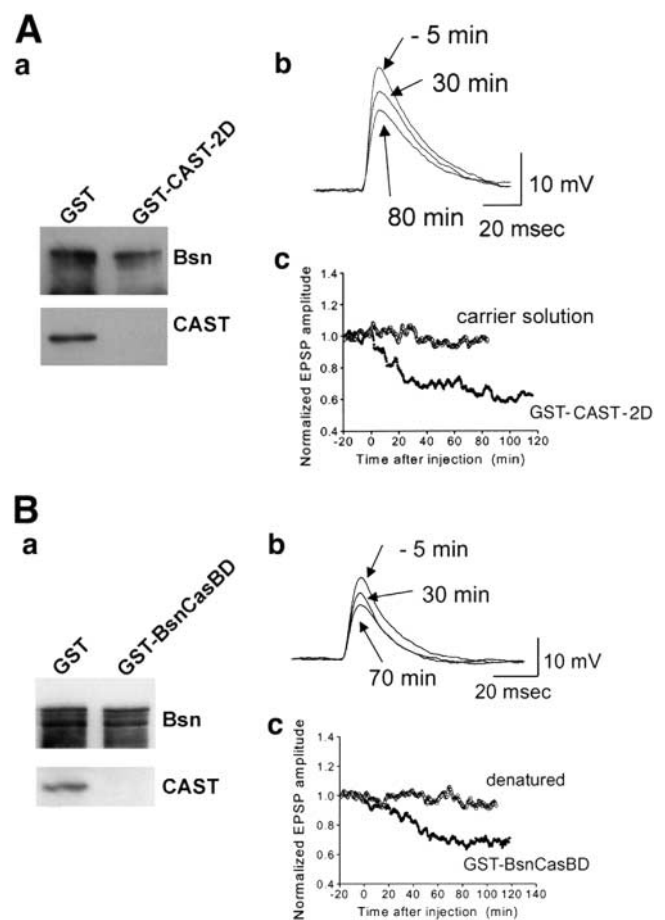 A
a
GST
GST-CAST-2D
Bsn
CAST
b
- 5 min
30 min
80 min
10 mV
20 msec
c
Normalized EPSP amplitude
1.4
1.2
1.0
0.8
0.6
0.4
carrier solution
GST-CAST-2D
-20 0 20 40 60 80 100 120
Time after injection (min)
B
a
GST
GST-BsnCasBD
Bsn
CAST
b
- 5 min
30 min
70 min
10 mV
20 msec
c
Normalized EPSP amplitude
1.4
1.2
1.0
0.8
0.6
0.4
denatured
GST-BsnCasBD
-20 0 20 40 60 80 100 120 140
Time after injection (min)